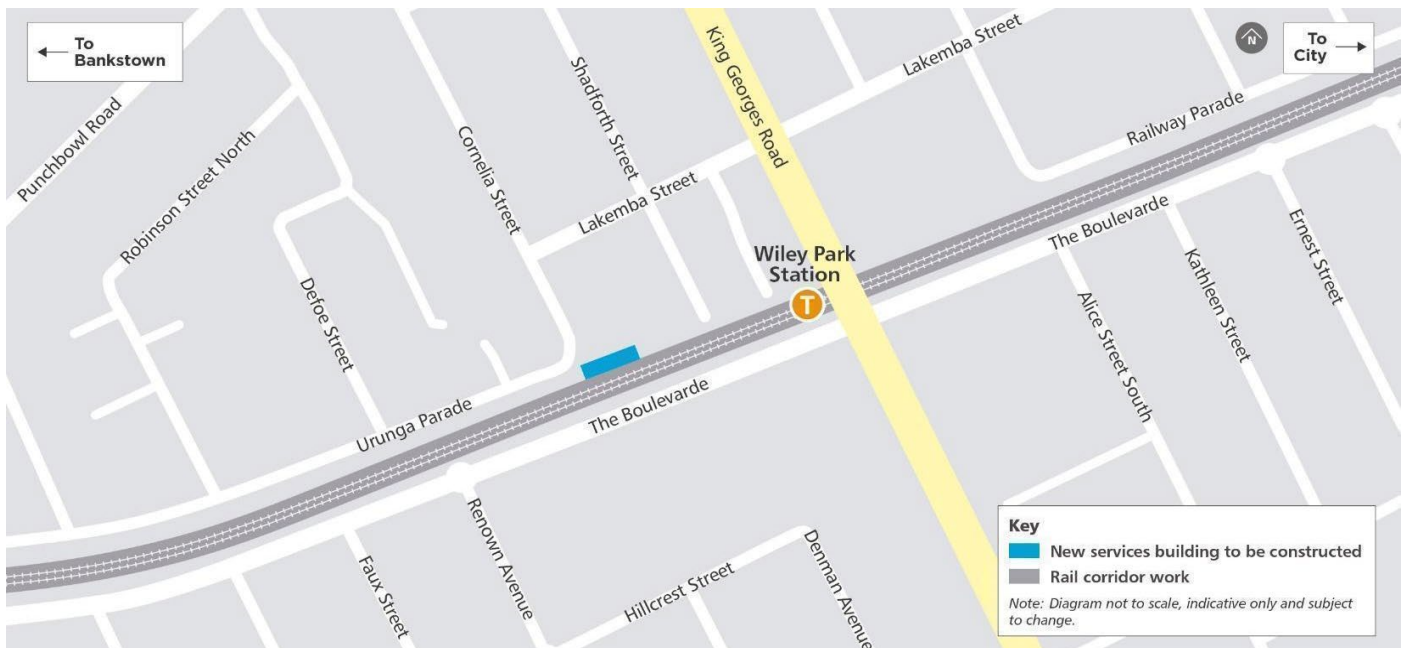 To
Bankstown
Punchbowl Road
Robinson Street North
Defoe Street
Cornelia Street
Shadforth Street
Lakemba Street
King Georges Road
Lakemba Street
N
To
City
Railway Parade
Wiley Park
Station
T
The Boulevarde
Ernest Street
Kathleen Street
Alice Street South
Urunga Parade
The Boulevarde
Renown Avenue
Faux Street
Hillcrest Street
Denman Avenue
Key
New services building to be constructed
Rail corridor work
Note: Diagram not to scale, indicative only and subject
to change.